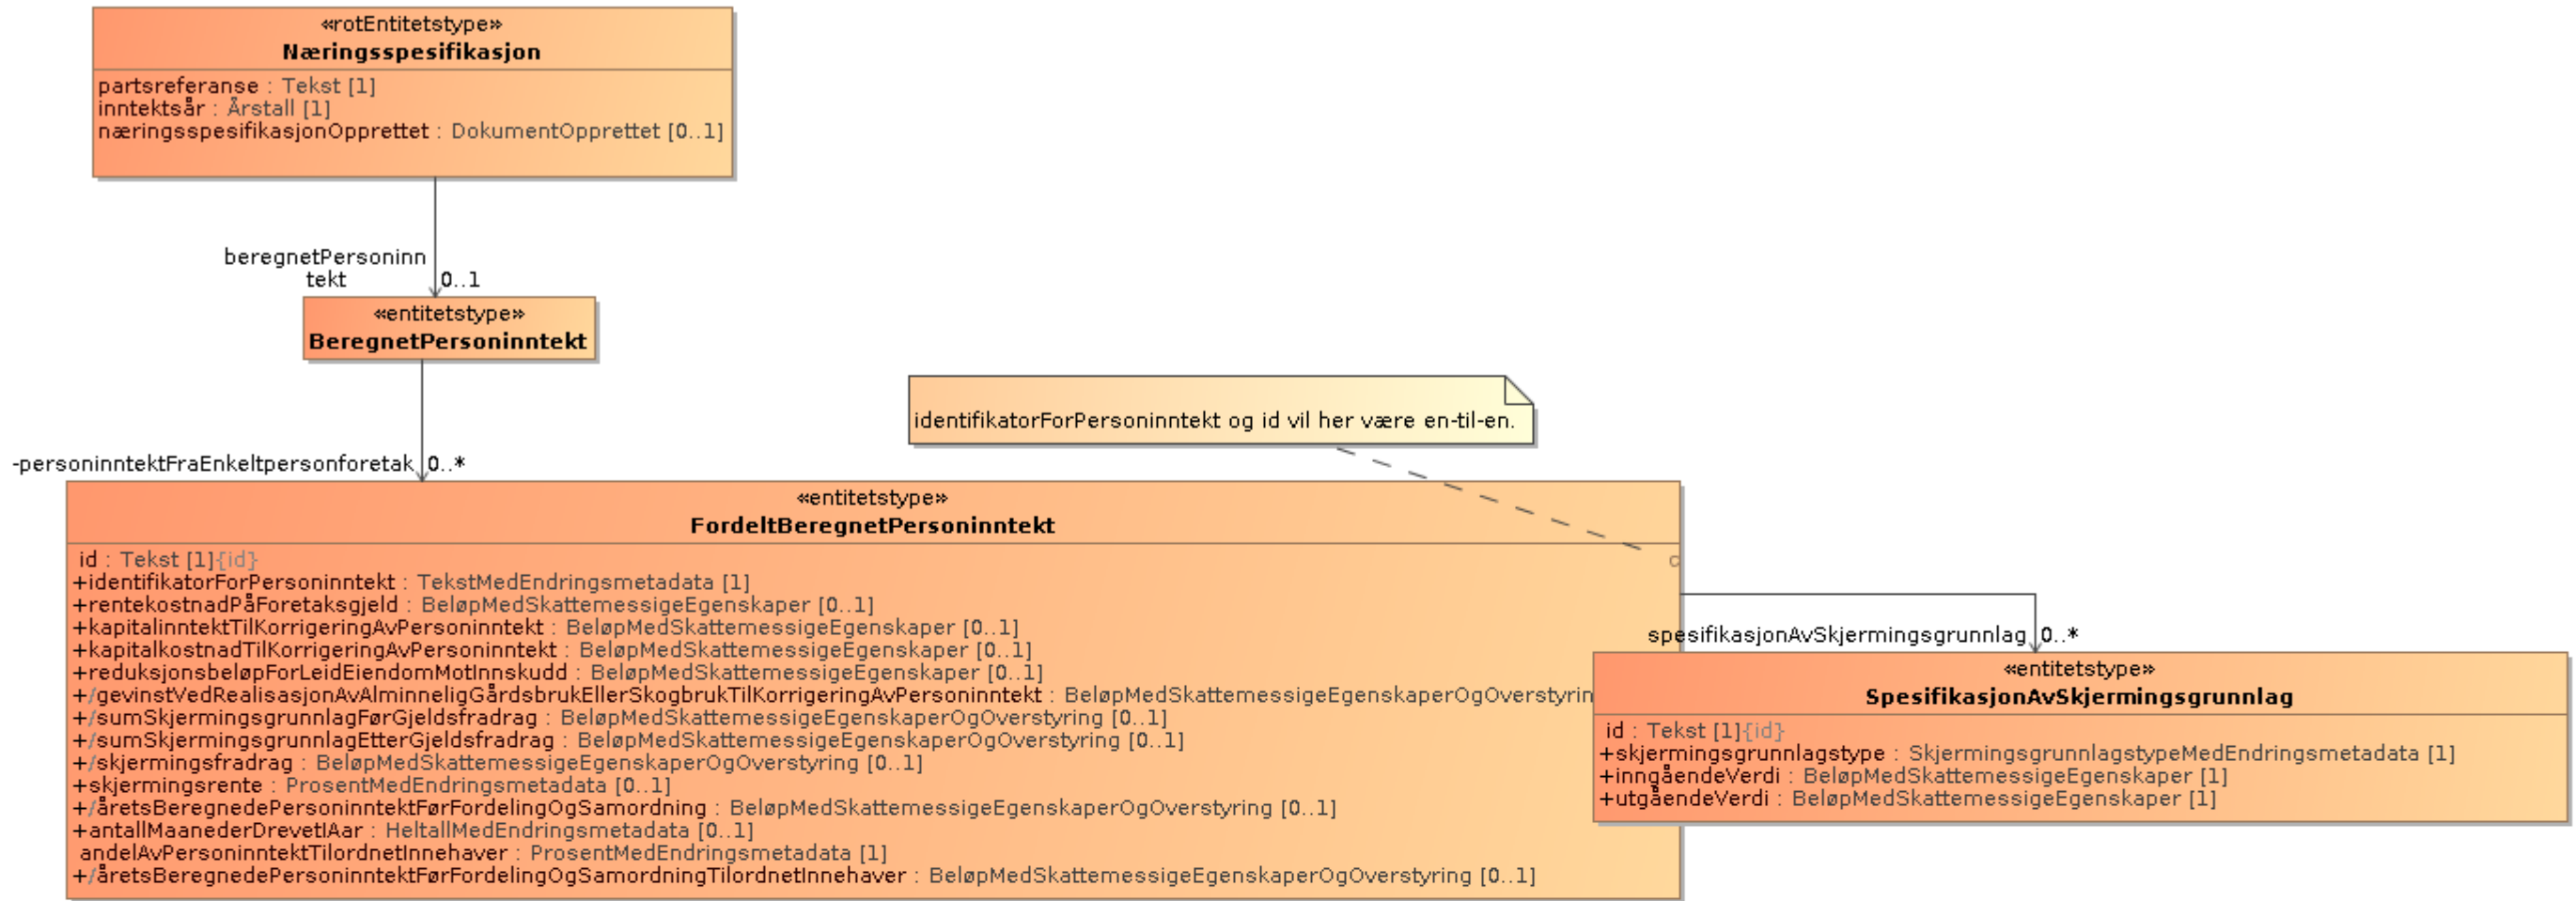 «rotEntitetstype»
Næringsspesifikasjon
partsreferanse : Tekst [1]
inntektsår : Årstall [1]
næringsspesifikasjonOpprettet : DokumentOpprettet [0..1]
beregnetPersoninn
tekt
0..1
«entitetstype»
BeregnetPersoninntekt
identifikatorForPersoninntekt og id vil her være en-til-en.
-personinntektFraEnkeltpersonforetak 0..*
«entitetstype»
FordeltBeregnetPersoninntekt
id : Tekst [1]{id}
+identifikatorForPersoninntekt : TekstMedEndringsmetadata [1]
+rentekostnadPåForetaksgjeld : BeløpMedSkattemessigeEgenskaper [0..1]
+kapitalinntektTilKorrigeringAvPersoninntekt : BeløpMedSkattemessigeEgenskaper [0..1]
+kapitalkostnadTilKorrigeringAvPersoninntekt : BeløpMedSkattemessigeEgenskaper [0..1]
+reduksjonsbeløpForLeidEiendomMotInnskudd : BeløpMedSkattemessigeEgenskaper [0..1]
+/gevinstVedRealisasjonAvAlminneligGårdsbrukEllerSkogbrukTilKorrigeringAvPersoninntekt : BeløpMedSkattemessigeEgenskaperOgOverstyrin
+/sumSkjermingsgrunnlagFørGjeldsfradrag : BeløpMedSkattemessigeEgenskaperOgOverstyring [0..1]
+/sumSkjermingsgrunnlagEtterGjeldsfradrag : BeløpMedSkattemessigeEgenskaperOgOverstyring [0..1]
+/skjermingsfradrag : BeløpMedSkattemessigeEgenskaperOgOverstyring [0..1]
+skjermingsrente : ProsentMedEndringsmetadata [0..1]
+/åretsBeregnedePersoninntektFørFordelingOgSamordning : BeløpMedSkattemessigeEgenskaperOgOverstyring [0..1]
+antallMaanederDrevetIAar : HeltallMedEndringsmetadata [0..1]
andelAvPersoninntektTilordnetInnehaver : ProsentMedEndringsmetadata [1]
+/åretsBeregnedePersoninntektFørFordelingOgSamordningTilordnetInnehaver : BeløpMedSkattemessigeEgenskaperOgOverstyring [0..1]
spesifikasjonAvSkjermingsgrunnlag 0..*
«entitetstype»
SpesifikasjonAvSkjermingsgrunnlag
id : Tekst [1]{id}
+skjermingsgrunnlagstype : SkjermingsgrunnlagstypeMedEndringsmetadata [1]
+inngåendeVerdi : BeløpMedSkattemessigeEgenskaper [1]
+utgåendeVerdi : BeløpMedSkattemessigeEgenskaper [1]